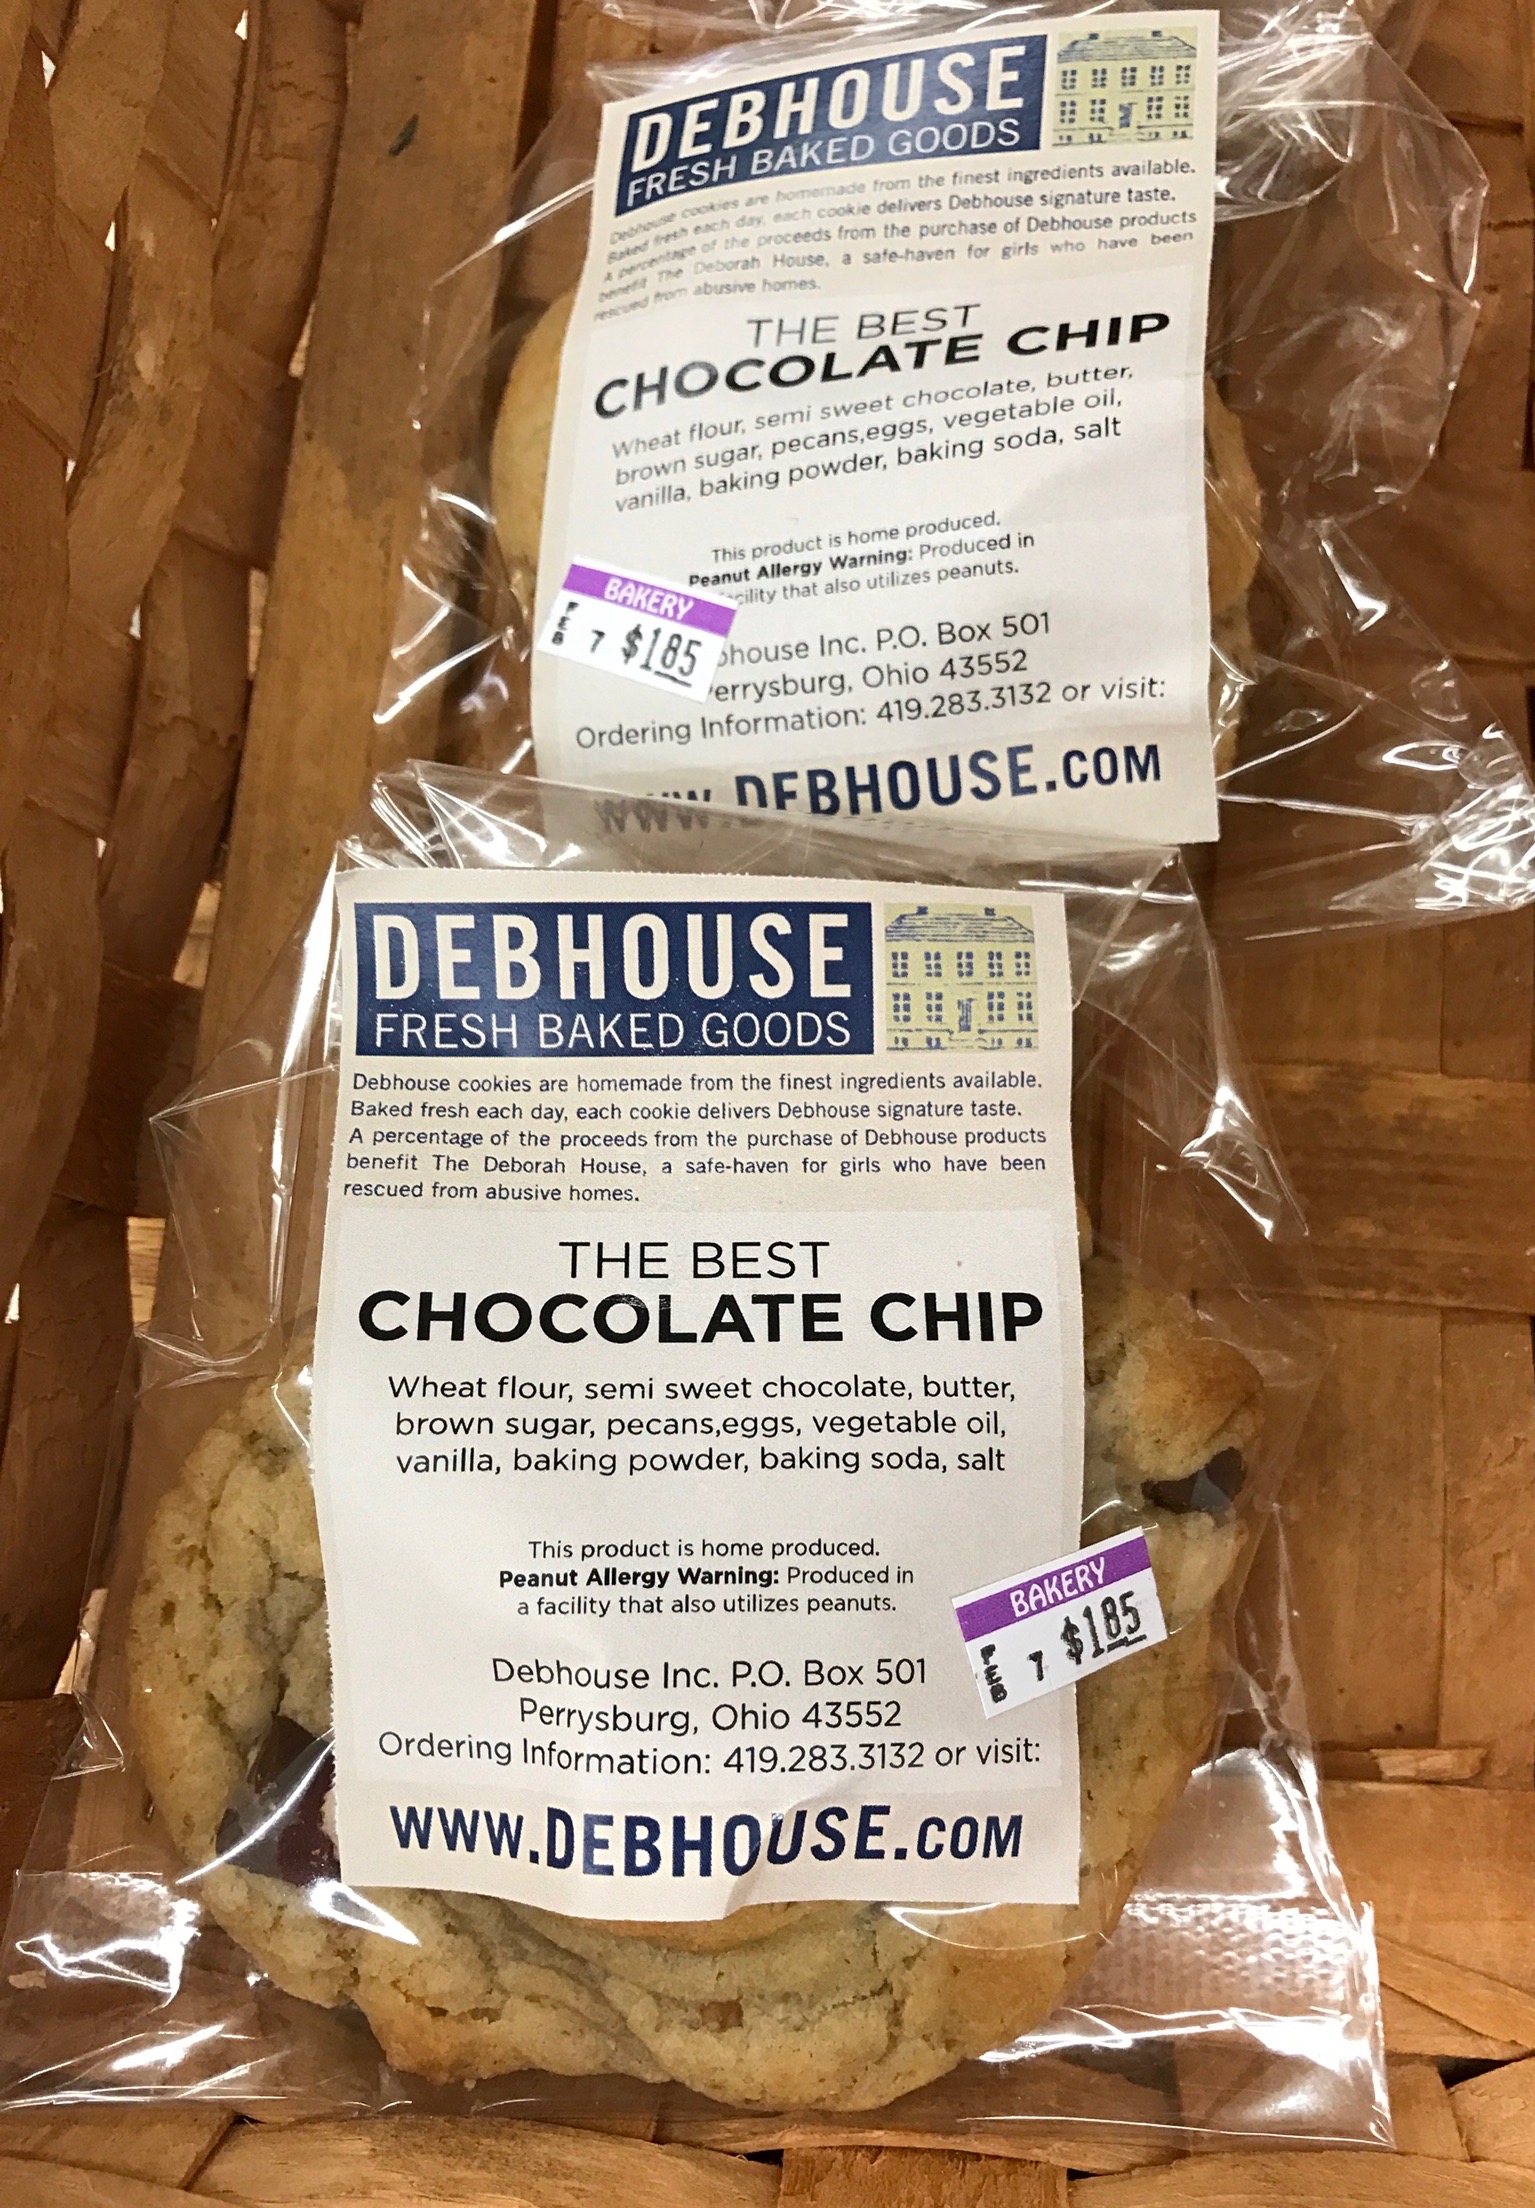 DEBHOUSE
FRESH BAKED GOODS
Debhouse cookies are homemade from the finest ingredients available.
Baked fresh each day, each cookie delivers Debhouse signature taste.
A percentage of the proceeds from the purchase of Debhouse products
benefit The Deborah House, a safe-haven for girls who have been
rescued from abusive homes.
THE BEST
CHOCOLATE CHIP
Wheat flour, semi sweet chocolate, butter,
brown sugar, pecans,eggs, vegetable oil,
vanilla, baking powder, baking soda, salt
This product is home produced.
Peanut Allergy Warning: Produced in
cility that also utilizes peanuts.
BAKERY
FEB 7 $1.85
bhouse Inc. P.O. Box 501
Perrysburg, Ohio 43552
Ordering Information: 419.283.3132 or visit:
WWW.DEBHOUSE.COM
DEBHOUSE
FRESH BAKED GOODS
Debhouse cookies are homemade from the finest ingredients available.
Baked fresh each day, each cookie delivers Debhouse signature taste.
A percentage of the proceeds from the purchase of Debhouse products
benefit The Deborah House, a safe-haven for girls who have been
rescued from abusive homes.
THE BEST
CHOCOLATE CHIP
Wheat flour, semi sweet chocolate, butter,
brown sugar, pecans,eggs, vegetable oil,
vanilla, baking powder, baking soda, salt
This product is home produced.
Peanut Allergy Warning: Produced in
a facility that also utilizes peanuts.
BAKERY
FEB 7 $185
Debhouse Inc. P.O. Box 501
Perrysburg, Ohio 43552
Ordering Information: 419.283.3132 or visit:
WWW.DEBHOUSE.COM